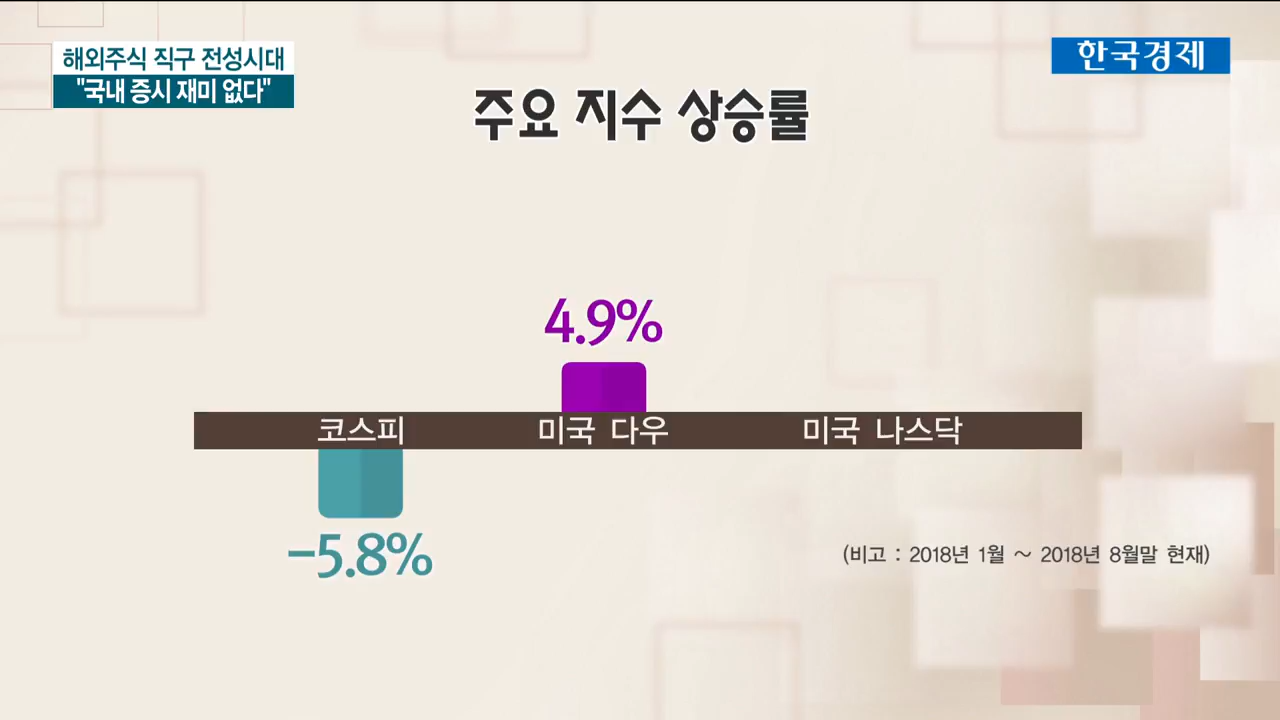 해외주식 직구 전성시대
"국내 증시 재미 없다"
한국경제
주요 지수 상승률
4.9%
코스피 미국 다우 미국 나스닥
-5.8%
(비고 : 2018년 1월 ~ 2018년 8월말 현재)